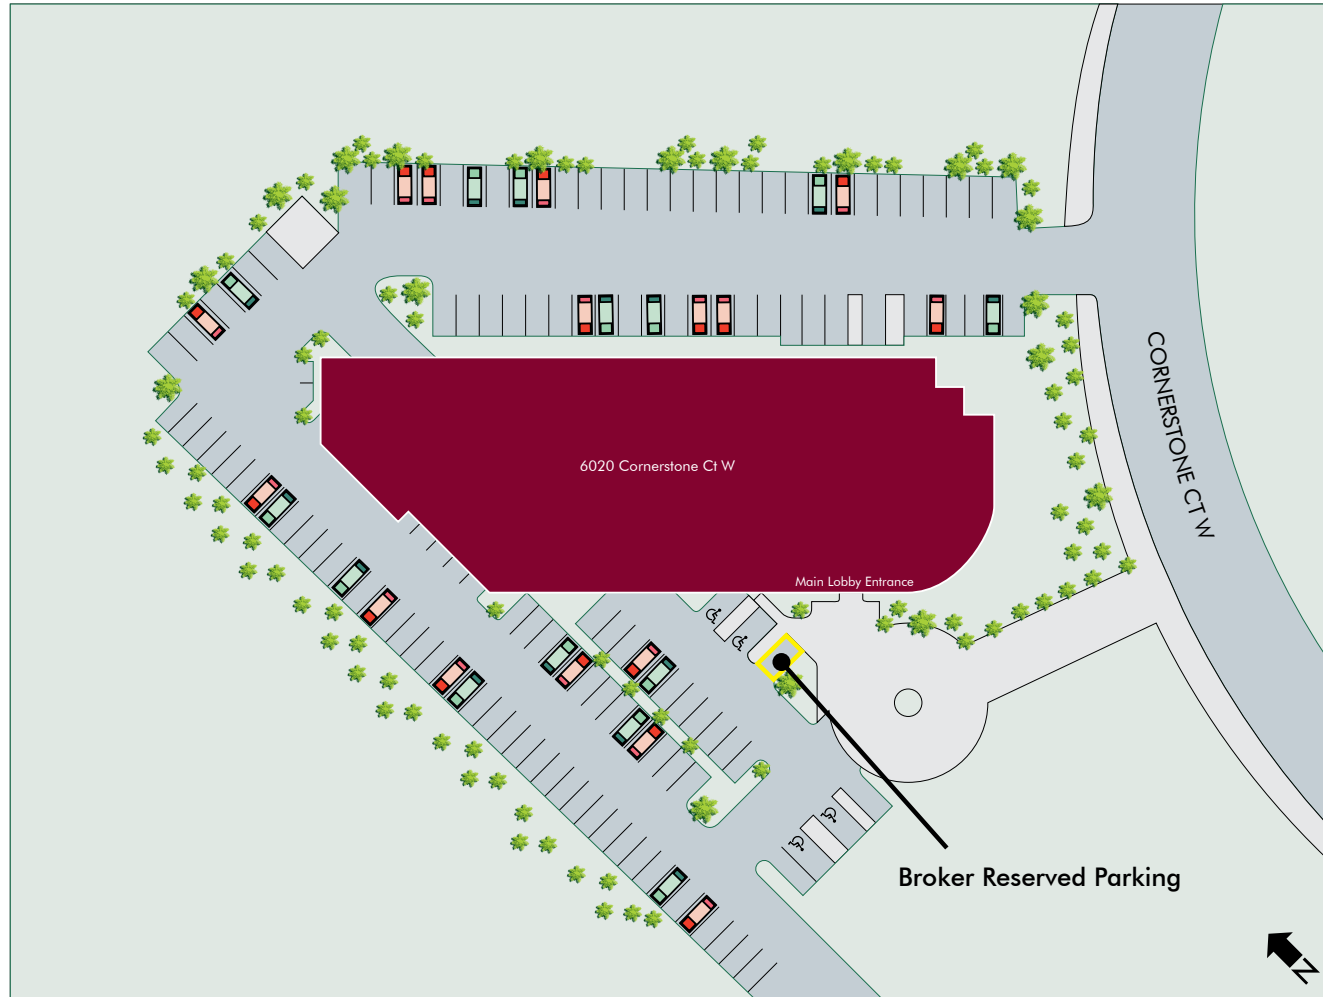 CORNERSTONE CT W
6020 Cornerstone Ct W
Main Lobby Entrance
Broker Reserved Parking
N